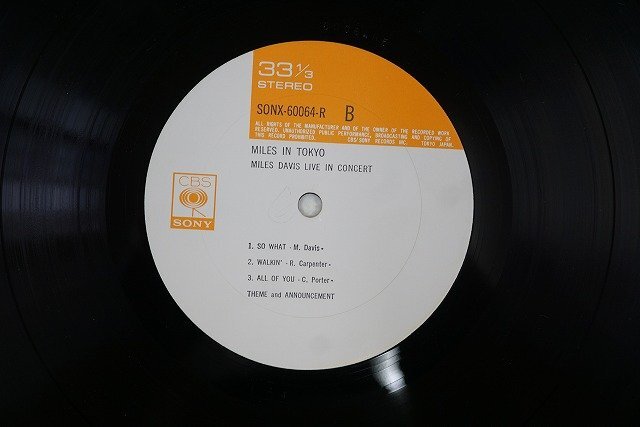 33 1/3
STEREO
SONX-60064-R B
ALL RIGHTS OF THE MANUFACTURER AND OF THE OWNER OF THE RECORDED WORK
RESERVED. UNAUTHORIZED PUBLIC PERFORMANCE, BROADCASTING AND COPYING OF
THIS RECORD PROHIBITED. CBS/SONY RECORDS INC. TOKYO JAPAN.
MILES IN TOKYO
MILES DAVIS LIVE IN CONCERT
CBS
SONY
1. SO WHAT -M. Davis-
2. WALKIN' -R. Carpenter-
3. ALL OF YOU -C. Porter-
THEME and ANNOUNCEMENT